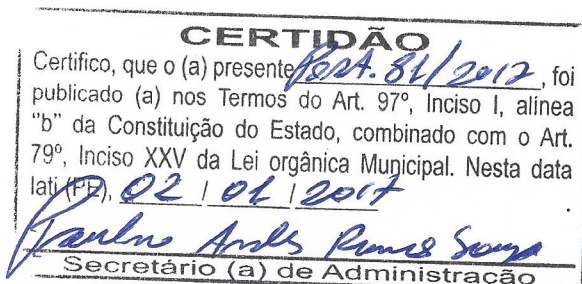 CERTIDÃO
Certifico, que o (a) presente Port. 81/2017, foi
publicado (a) nos Termos do Art. 97º, Inciso I, alínea
"b" da Constituição do Estado, combinado com o Art.
79º, Inciso XXV da Lei orgânica Municipal. Nesta data
Iati (PE), 02 / 01 / 2017.
Secretário (a) de Administração